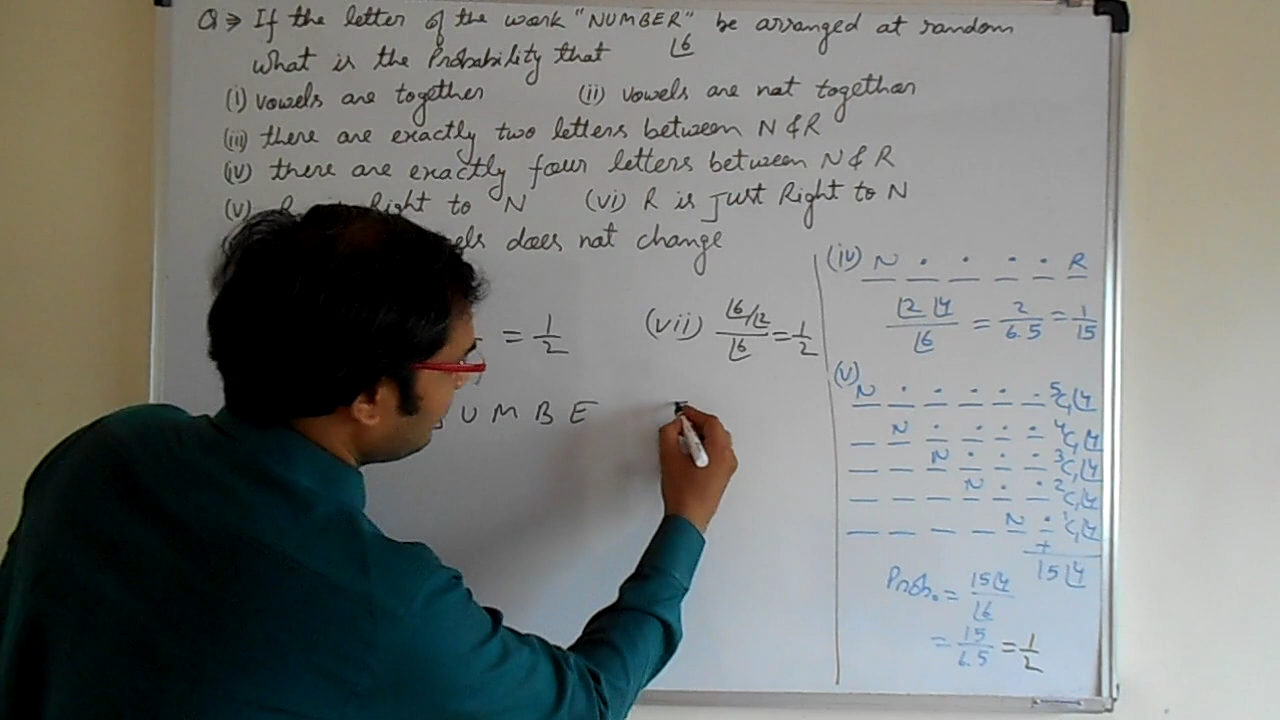 Q ⇒ If the letter of the work "NUMBER" be arranged at random
what is the Probability that |6
(i) vowels are together (ii) vowels are not together
(iii) there are exactly two letters between N & R
(iv) there are exactly four letters between N & R
(v) Right to N (vi) R is just Right to N
does not change
= 1/2
(vii) |6/|2 / |6 = 1/2
U M B E
(iv) N . . . . R
|2 |4 / |6 = 2/6.5 = 1/15
(v)
N . . . . . ⁵C₁|4
_ N . . . . ⁴C₁|4
_ _ N . . . ³C₁|4
_ _ _ N . . ²C₁|4
_ _ _ _ N . ¹C₁|4
+
15|4
Prob. = 15|4 / |6
= 15/6.5 = 1/2